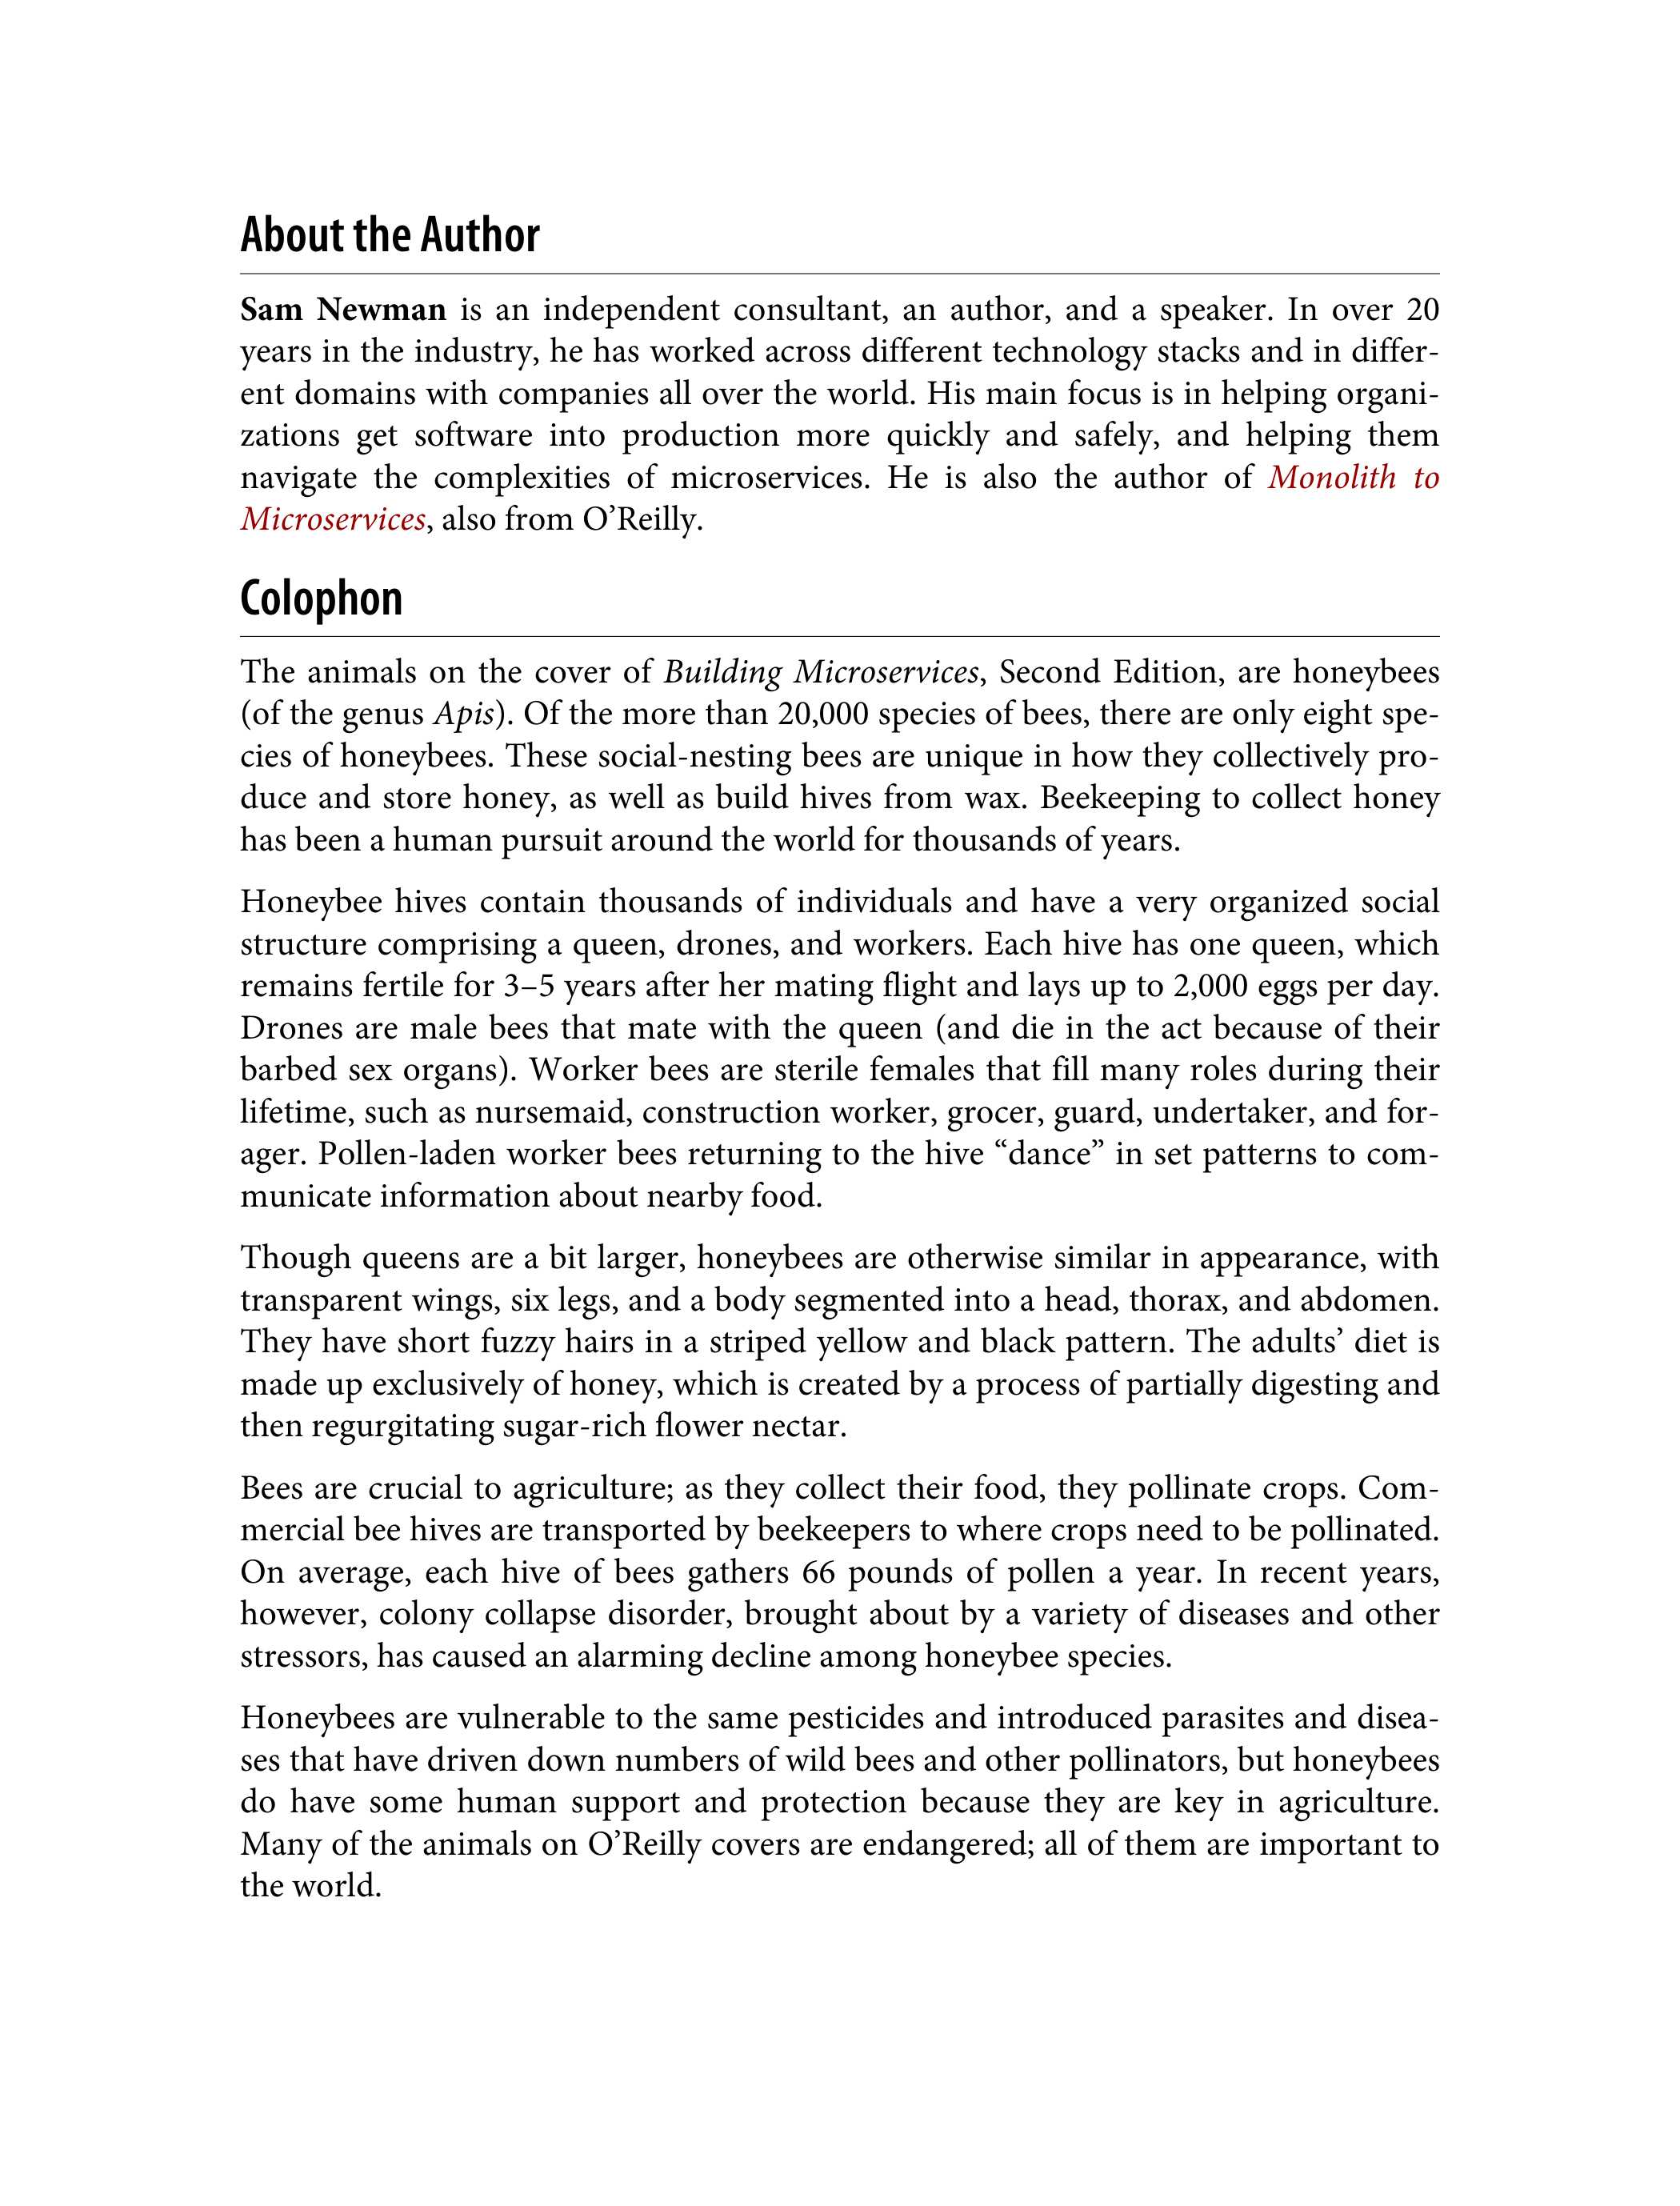 About the Author
Sam Newman is an independent consultant, an author, and a speaker. In over 20
years in the industry, he has worked across different technology stacks and in differ-
ent domains with companies all over the world. His main focus is in helping organi-
zations get software into production more quickly and safely, and helping them
navigate the complexities of microservices. He is also the author of Monolith to
Microservices, also from O’Reilly.
Colophon
The animals on the cover of Building Microservices, Second Edition, are honeybees
(of the genus Apis). Of the more than 20,000 species of bees, there are only eight spe-
cies of honeybees. These social-nesting bees are unique in how they collectively pro-
duce and store honey, as well as build hives from wax. Beekeeping to collect honey
has been a human pursuit around the world for thousands of years.
Honeybee hives contain thousands of individuals and have a very organized social
structure comprising a queen, drones, and workers. Each hive has one queen, which
remains fertile for 3–5 years after her mating flight and lays up to 2,000 eggs per day.
Drones are male bees that mate with the queen (and die in the act because of their
barbed sex organs). Worker bees are sterile females that fill many roles during their
lifetime, such as nursemaid, construction worker, grocer, guard, undertaker, and for-
ager. Pollen-laden worker bees returning to the hive “dance” in set patterns to com-
municate information about nearby food.
Though queens are a bit larger, honeybees are otherwise similar in appearance, with
transparent wings, six legs, and a body segmented into a head, thorax, and abdomen.
They have short fuzzy hairs in a striped yellow and black pattern. The adults’ diet is
made up exclusively of honey, which is created by a process of partially digesting and
then regurgitating sugar-rich flower nectar.
Bees are crucial to agriculture; as they collect their food, they pollinate crops. Com-
mercial bee hives are transported by beekeepers to where crops need to be pollinated.
On average, each hive of bees gathers 66 pounds of pollen a year. In recent years,
however, colony collapse disorder, brought about by a variety of diseases and other
stressors, has caused an alarming decline among honeybee species.
Honeybees are vulnerable to the same pesticides and introduced parasites and disea-
ses that have driven down numbers of wild bees and other pollinators, but honeybees
do have some human support and protection because they are key in agriculture.
Many of the animals on O’Reilly covers are endangered; all of them are important to
the world.